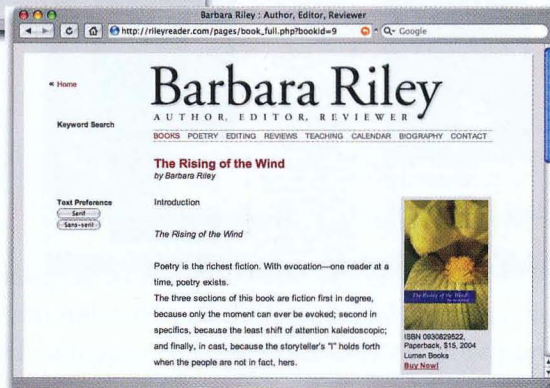 Barbara Riley : Author, Editor, Reviewer
http://rileyreader.com/pages/book_full.php?bookid=9
Google
« Home
Barbara Riley
AUTHOR, EDITOR, REVIEWER
Keyword Search
BOOKS POETRY EDITING REVIEWS TEACHING CALENDAR BIOGRAPHY CONTACT
The Rising of the Wind
by Barbara Riley
Text Preference
Serif
Sans-serif
Introduction
The Rising of the Wind
Poetry is the richest fiction. With evocation—one reader at a
time, poetry exists.
The three sections of this book are fiction first in degree,
because only the moment can ever be evoked; second in
specifics, because the least shift of attention kaleidoscopic;
and finally, in cast, because the storyteller's "I" holds forth
when the people are not in fact, hers.
The Rising of the Wind
ISBN 0930829522,
Paperback, $15, 2004
Lumen Books
Buy Now!